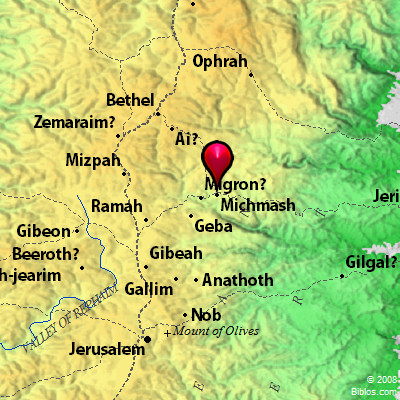 Ophrah
Bethel
Zemaraim?
Ai?
Mizpah
Migron?
Michmash
Jeri
Ramah
Geba
Gibeon
Beeroth?
h-jearim
Gibeah
Gilgal?
Gallim
Anathoth
VALLEY OF REPHAIM
Nob
Mount of Olives
Jerusalem
A R
E E
© 2008
Biblos.com